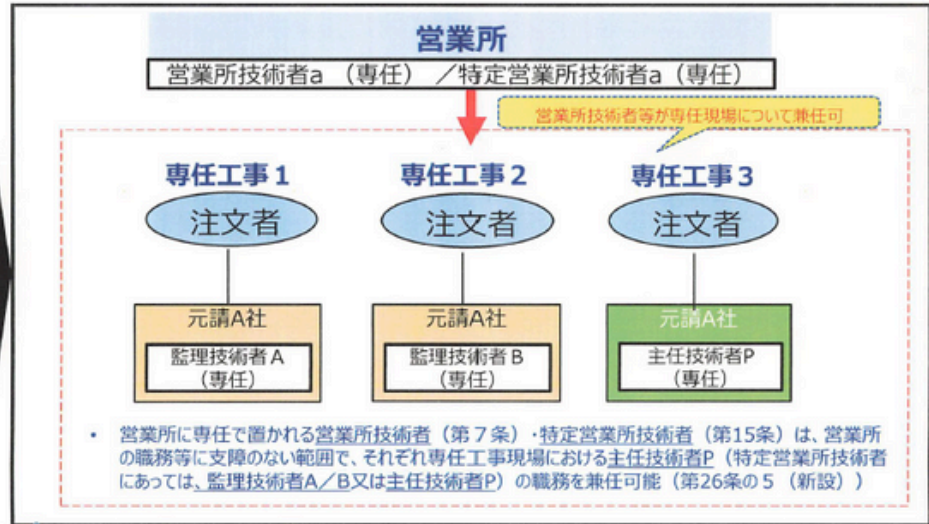 営業所
営業所技術者a （専任） ／特定営業所技術者a（専任）
営業所技術者等が専任現場について兼任可
専任工事１ 専任工事２ 専任工事３
注文者 注文者 注文者
元請A社 元請A社 元請A社
監理技術者A 監理技術者B 主任技術者P
（専任） （専任） （専任）
• 営業所に専任で置かれる営業所技術者（第７条）・特定営業所技術者（第15条）は、営業所
の職務等に支障のない範囲で、それぞれ専任工事現場における主任技術者P（特定営業所技術者
にあっては、監理技術者A／B又は主任技術者P）の職務を兼任可能（第26条の５（新設））